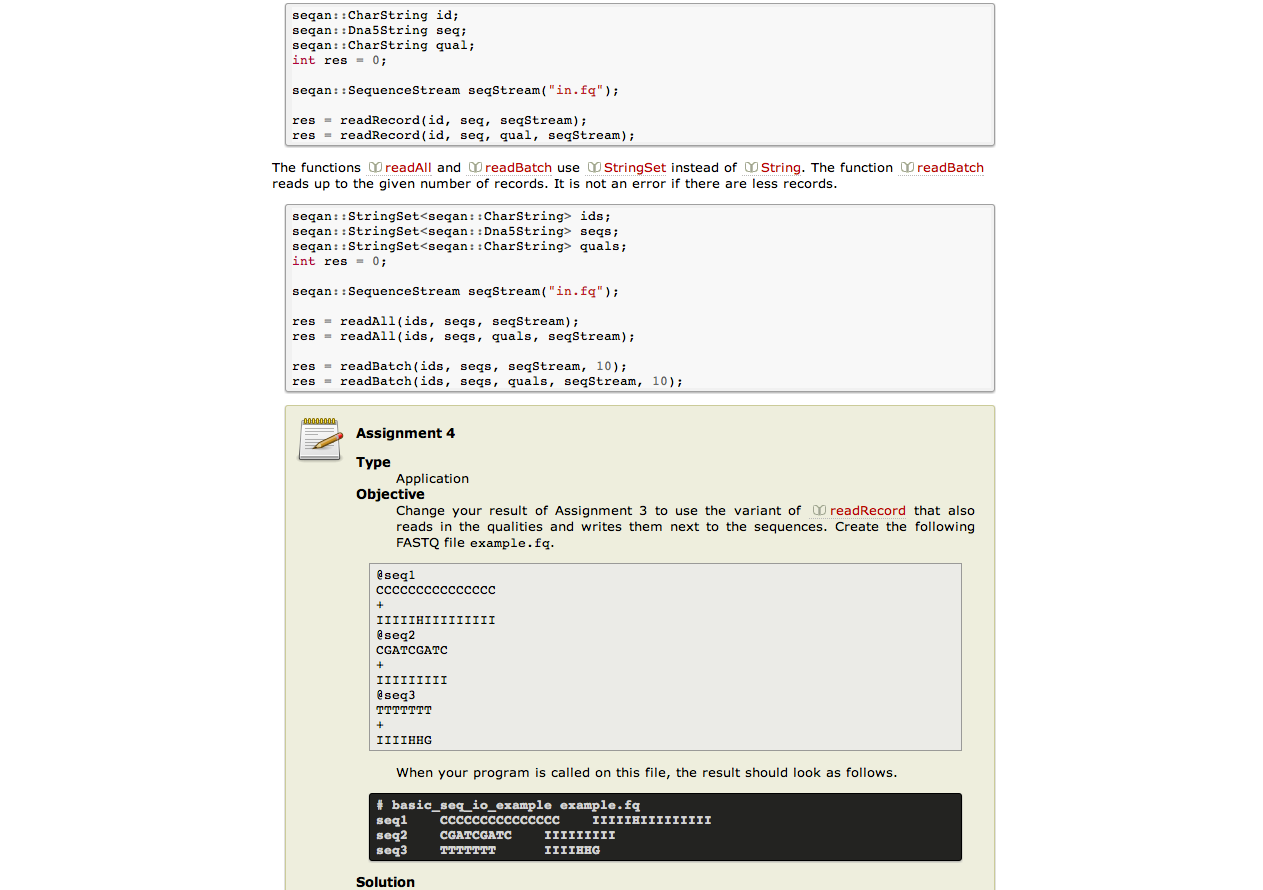 seqan::CharString id;
seqan::Dna5String seq;
seqan::CharString qual;
int res = 0;
seqan::SequenceStream seqStream("in.fq");
res = readRecord(id, seq, seqStream);
res = readRecord(id, seq, qual, seqStream);
The functions readAll and readBatch use StringSet instead of String. The function readBatch
reads up to the given number of records. It is not an error if there are less records.
seqan::StringSet<seqan::CharString> ids;
seqan::StringSet<seqan::Dna5String> seqs;
seqan::StringSet<seqan::CharString> quals;
int res = 0;
seqan::SequenceStream seqStream("in.fq");
res = readAll(ids, seqs, seqStream);
res = readAll(ids, seqs, quals, seqStream);
res = readBatch(ids, seqs, seqStream, 10);
res = readBatch(ids, seqs, quals, seqStream, 10);
Assignment 4
Type
Application
Objective
Change your result of Assignment 3 to use the variant of readRecord that also
reads in the qualities and writes them next to the sequences. Create the following
FASTQ file example.fq.
@seq1
CCCCCCCCCCCCCCC
+
IIIIIHIIIIIIIII
@seq2
CGATCGATC
+
IIIIIIIII
@seq3
TTTTTTT
+
IIIIHHG
When your program is called on this file, the result should look as follows.
# basic_seq_io_example example.fq
seq1    CCCCCCCCCCCCCCC    IIIIIHIIIIIIIII
seq2    CGATCGATC    IIIIIIIII
seq3    TTTTTTT      IIIIHHG
Solution